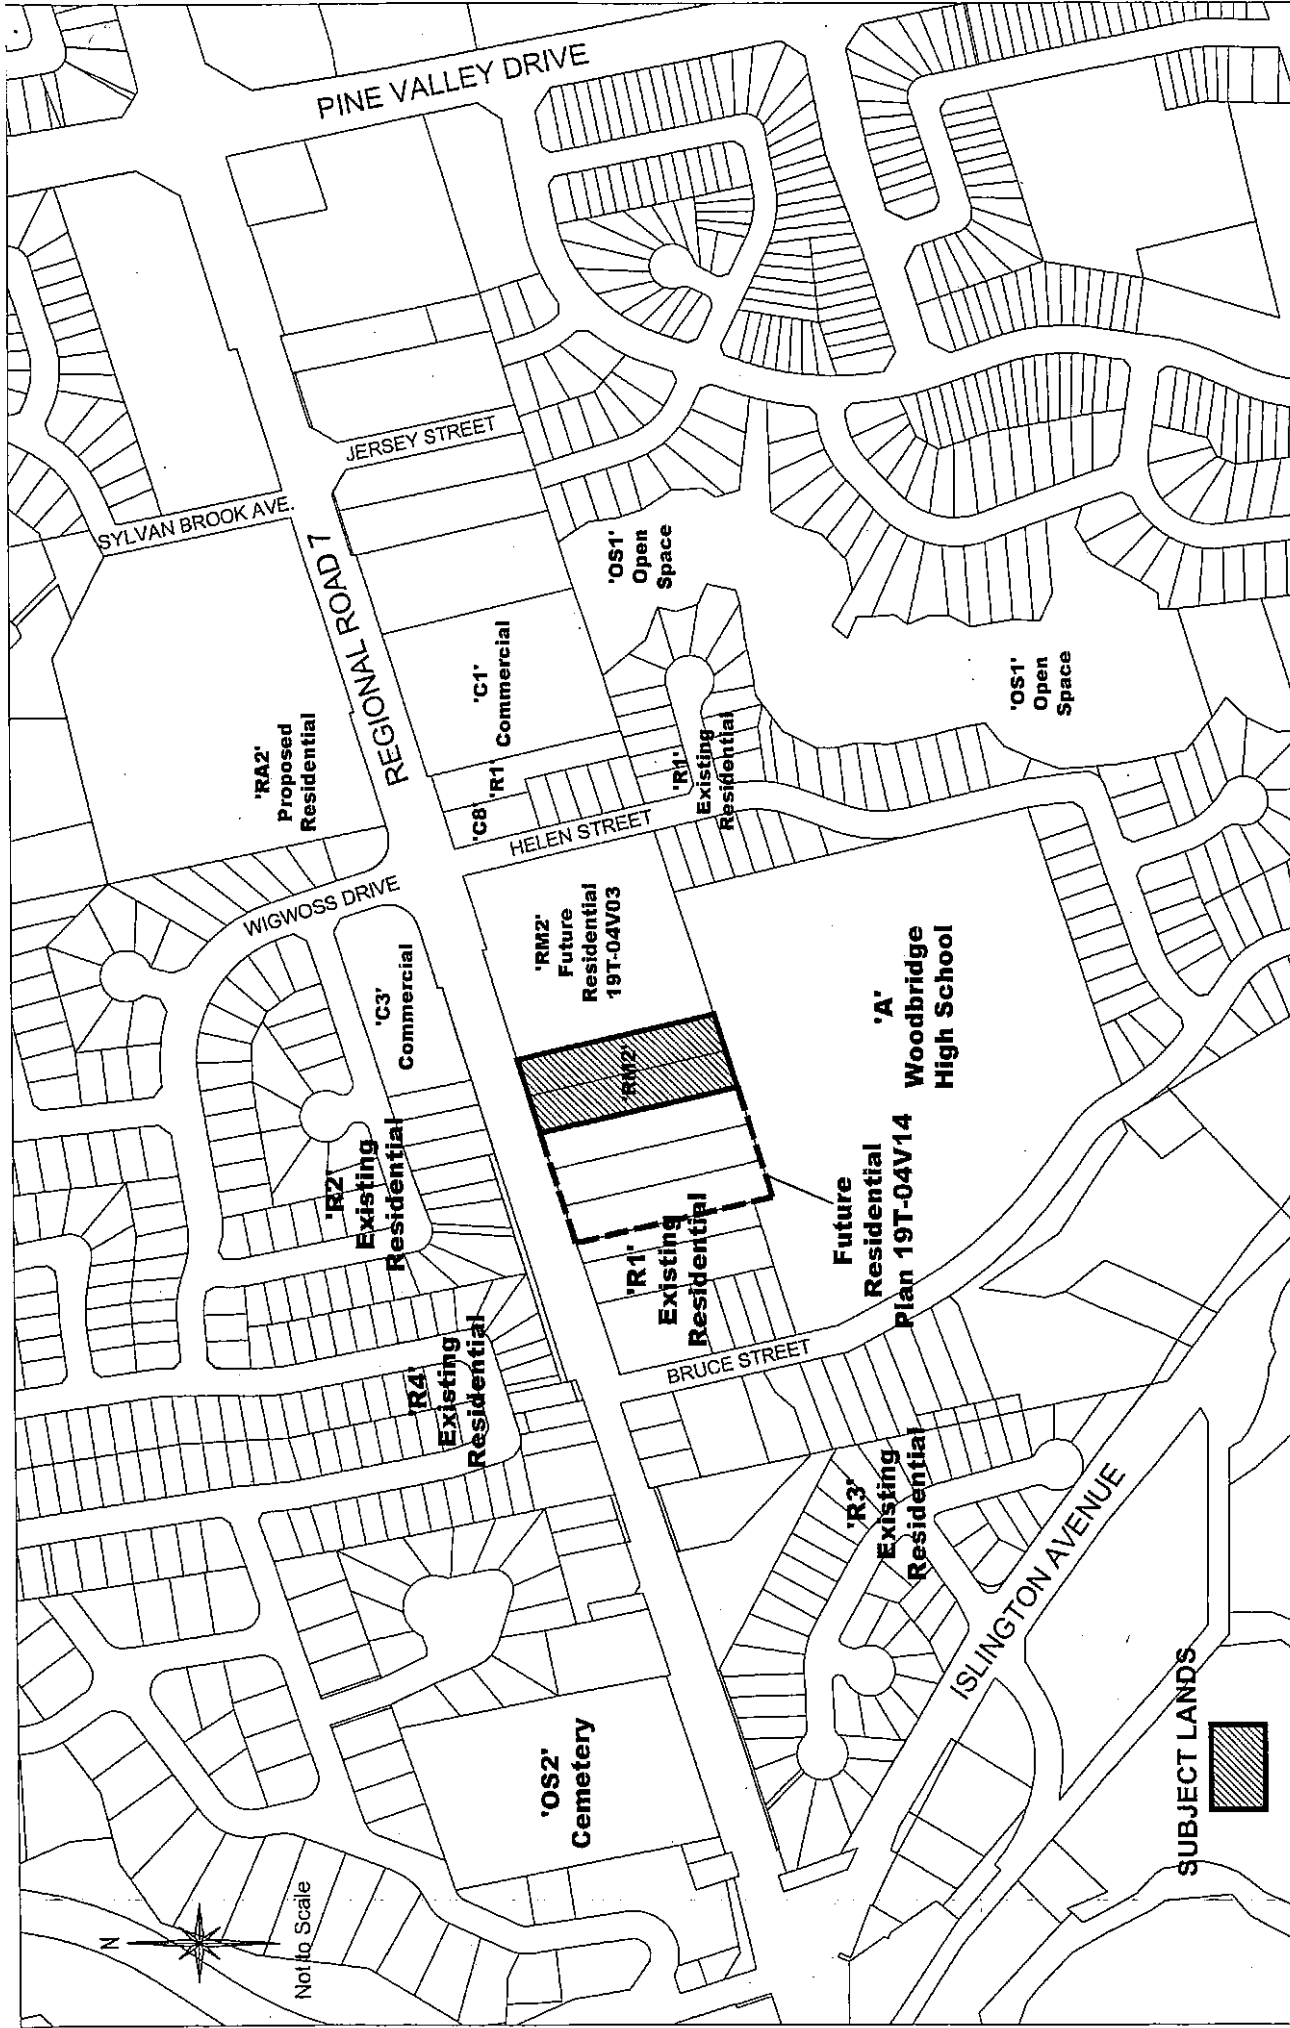 PINE VALLEY DRIVE
JERSEY STREET
SYLVAN BROOK AVE.
REGIONAL ROAD 7
'OS1'
Open
Space
'OS1'
Open
Space
'C1'
Commercial
'RA2'
Proposed
Residential
'R1'
'C8'
'R1'
Existing
Residential
HELEN STREET
WIGWOSS DRIVE
'RM2'
Future
Residential
19T-04V03
'C3'
Commercial
'A'
Woodbridge
High School
'RM2'
'R2'
Existing
Residential
Future
Residential
Plan 19T-04V14
'R1'
Existing
Residential
BRUCE STREET
'R4'
Existing
Residential
'R3'
Existing
Residential
ISLINGTON AVENUE
'OS2'
Cemetery
N
Not to Scale
SUBJECT LANDS